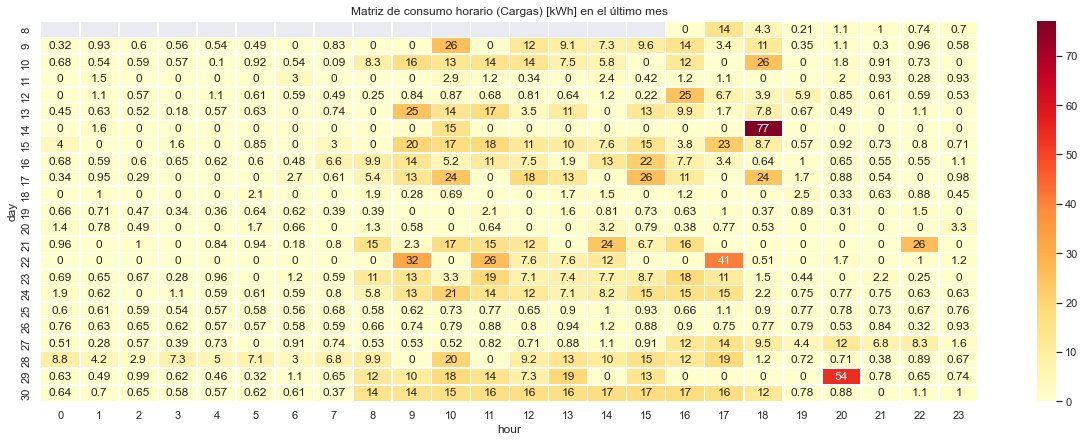 Matriz de consumo horario (Cargas) [kWh] en el último mes
8 0 14 4.3 0.21 1.1 1 0.74 0.7
9 0.32 0.93 0.6 0.56 0.54 0.49 0 0.83 0 0 26 0 12 9.1 7.3 9.6 14 3.4 11 0.35 1.1 0.3 0.96 0.58
10 0.68 0.54 0.59 0.57 0.1 0.92 0.54 0.09 8.3 16 13 14 14 7.5 5.8 0 12 0 26 0 1.8 0.91 0.73 0
11 0 1.5 0 0 0 0 3 0 0 0 2.9 1.2 0.34 0 2.4 0.42 1.2 1.1 0 0 2 0.93 0.28 0.93
12 0 1.1 0.57 0 1.1 0.61 0.59 0.49 0.25 0.84 0.87 0.68 0.81 0.64 1.2 0.22 25 6.7 3.9 5.9 0.85 0.61 0.59 0.53
13 0.45 0.63 0.52 0.18 0.57 0.63 0 0.74 0 25 14 17 3.5 11 0 13 9.9 1.7 7.8 0.67 0.49 0 1.1 0
14 0 1.6 0 0 0 0 0 0 0 0 15 0 0 0 0 0 0 0 77 0 0 0 0 0
15 4 0 0 1.6 0 0.85 0 3 0 20 17 18 11 10 7.6 15 3.8 23 8.7 0.57 0.92 0.73 0.8 0.71
16 0.68 0.59 0.6 0.65 0.62 0.6 0.48 6.6 9.9 14 5.2 11 7.5 1.9 13 22 7.7 3.4 0.64 1 0.65 0.55 0.55 1.1
17 0.34 0.95 0.29 0 0 0 2.7 0.61 5.4 13 24 0 18 13 0 26 11 0 24 1.7 0.88 0.54 0 0.98
18 0 1 0 0 0 2.1 0 0 1.9 0.28 0.69 0 0 1.7 1.5 0 1.2 0 0 2.5 0.33 0.63 0.88 0.45
19 0.66 0.71 0.47 0.34 0.36 0.64 0.62 0.39 0.39 0 0 2.1 0 1.6 0.81 0.73 0.63 1 0.37 0.89 0.31 0 1.5 0
20 1.4 0.78 0.49 0 0 1.7 0.66 0 1.3 0.58 0 0.64 0 0 3.2 0.79 0.38 0.77 0.53 0 0 0 0 3.3
21 0.96 0 1 0 0.84 0.94 0.18 0.8 15 2.3 17 15 12 0 24 6.7 16 0 0 0 0 0 26 0
22 0 0 0 0 0 0 0 0 0 32 0 26 7.6 7.6 12 0 0 41 0.51 0 1.7 0 1 1.2
23 0.69 0.65 0.67 0.28 0.96 0 1.2 0.59 11 13 3.3 19 7.1 7.4 7.7 8.7 18 11 1.5 0.44 0 2.2 0.25 0
24 1.9 0.62 0 1.1 0.59 0.61 0.59 0.8 5.8 13 21 14 12 7.1 8.2 15 15 15 2.2 0.75 0.77 0.75 0.63 0.63
25 0.6 0.61 0.59 0.54 0.57 0.58 0.56 0.68 0.58 0.62 0.73 0.77 0.65 0.9 1 0.93 0.66 1.1 0.9 0.77 0.78 0.73 0.67 0.76
26 0.76 0.63 0.65 0.62 0.57 0.57 0.58 0.59 0.66 0.74 0.79 0.88 0.8 0.94 1.2 0.88 0.9 0.75 0.77 0.79 0.53 0.84 0.32 0.93
27 0.51 0.28 0.57 0.39 0.73 0 0.91 0.74 0.53 0.53 0.52 0.82 0.71 0.88 1.1 0.91 12 14 9.5 4.4 12 6.8 8.3 1.6
28 8.8 4.2 2.9 7.3 5 7.1 3 6.8 9.9 0 20 0 9.2 13 10 15 12 19 1.2 0.72 0.71 0.38 0.89 0.67
29 0.63 0.49 0.99 0.62 0.46 0.32 1.1 0.65 12 10 18 14 7.3 19 0 13 0 0 0 0 54 0.78 0.65 0.74
30 0.64 0.7 0.65 0.58 0.57 0.62 0.61 0.37 14 14 15 16 16 16 17 17 17 16 12 0.78 0.88 0 1.1 1
day
0 1 2 3 4 5 6 7 8 9 10 11 12 13 14 15 16 17 18 19 20 21 22 23
hour
70
60
50
40
30
20
10
0